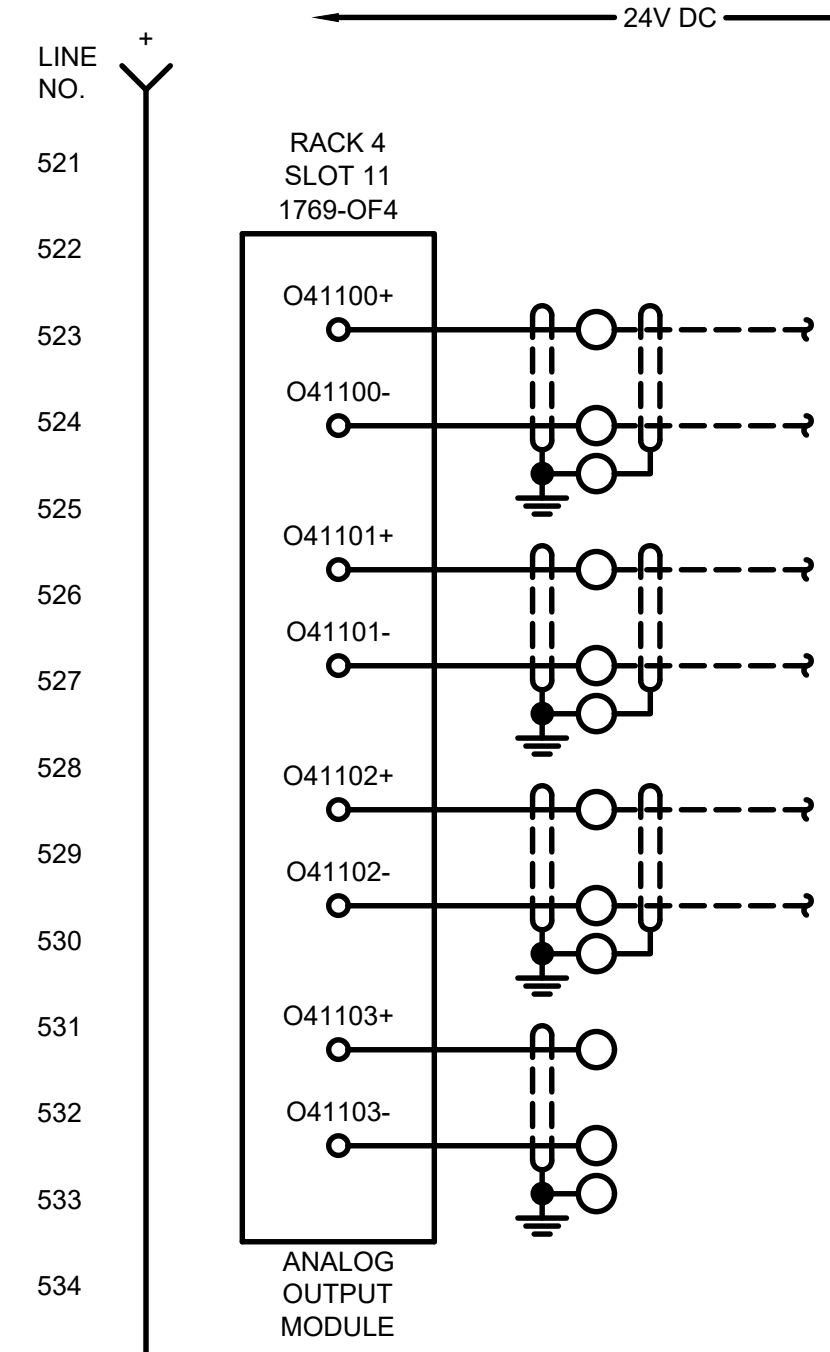 24V DC
+
LINE
NO.
521
RACK 4
SLOT 11
1769-OF4
522
O41100+
523
O41100-
524
525
O41101+
526
O41101-
527
528
O41102+
529
O41102-
530
531
O41103+
532
O41103-
533
534
ANALOG
OUTPUT
MODULE